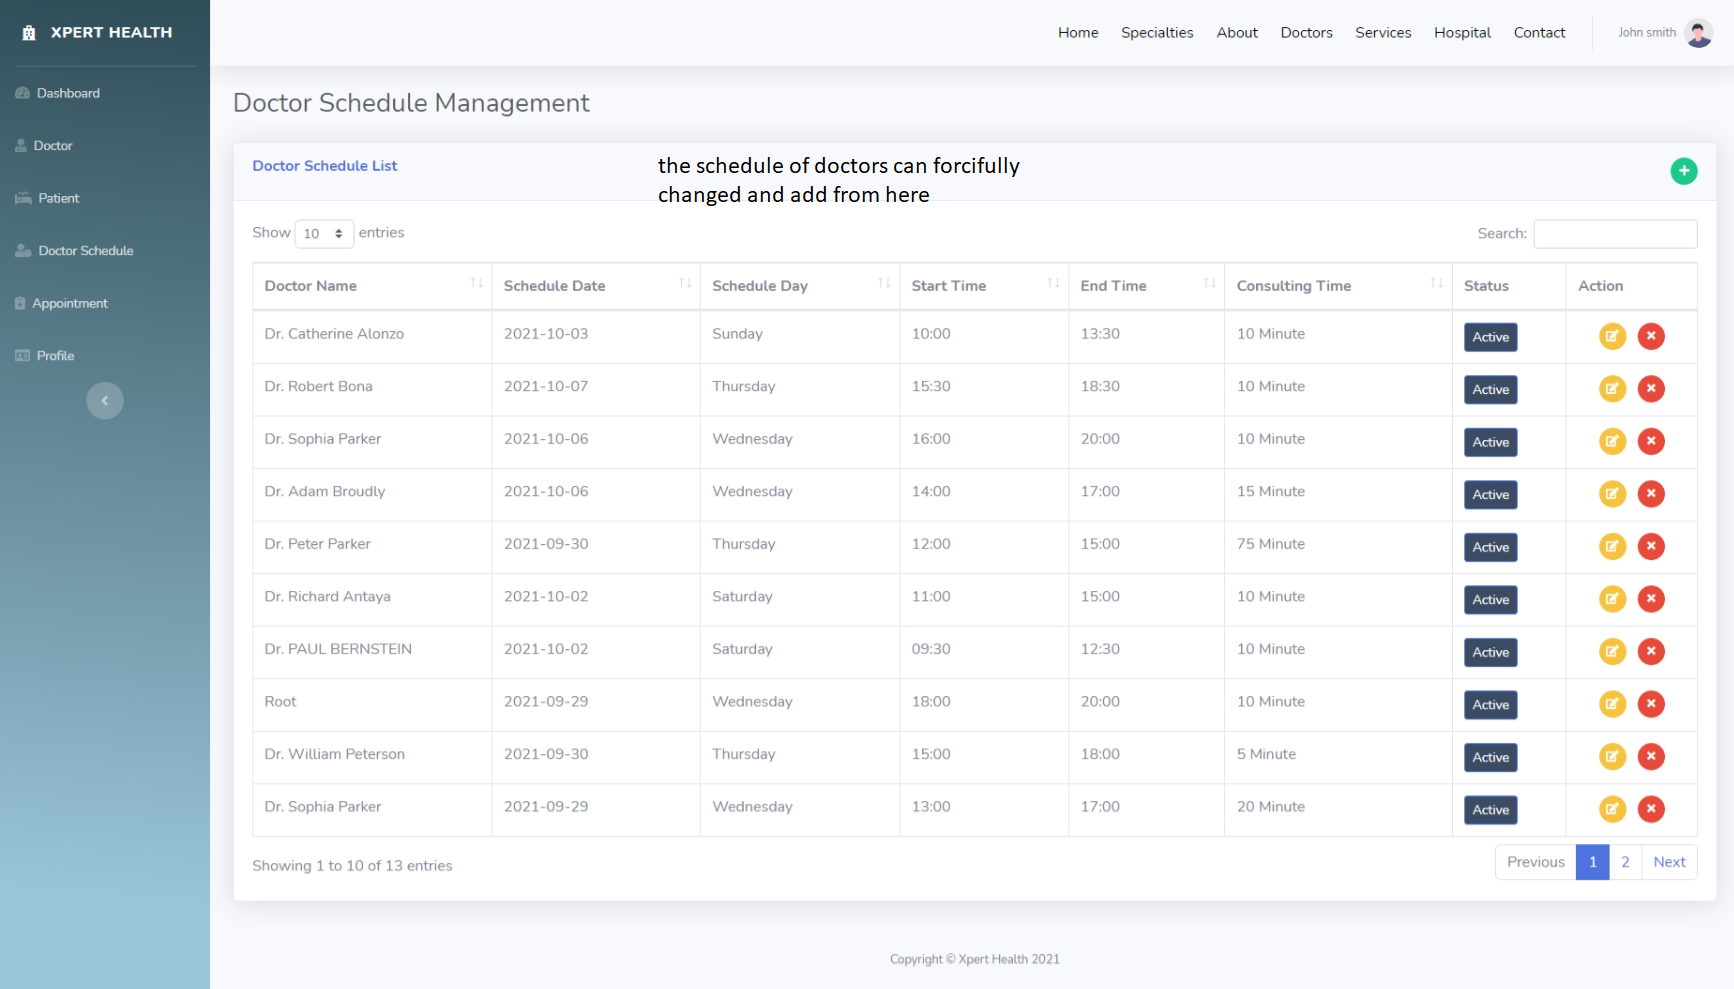 XPERT HEALTH
Home Specialties About Doctors Services Hospital Contact John smith
Dashboard
Doctor
Patient
Doctor Schedule
Appointment
Profile
Doctor Schedule Management
Doctor Schedule List
the schedule of doctors can forcifully
changed and add from here
Show 10 entries
Search:
Doctor Name Schedule Date Schedule Day Start Time End Time Consulting Time Status Action
Dr. Catherine Alonzo 2021-10-03 Sunday 10:00 13:30 10 Minute Active
Dr. Robert Bona 2021-10-07 Thursday 15:30 18:30 10 Minute Active
Dr. Sophia Parker 2021-10-06 Wednesday 16:00 20:00 10 Minute Active
Dr. Adam Broudly 2021-10-06 Wednesday 14:00 17:00 15 Minute Active
Dr. Peter Parker 2021-09-30 Thursday 12:00 15:00 75 Minute Active
Dr. Richard Antaya 2021-10-02 Saturday 11:00 15:00 10 Minute Active
Dr. PAUL BERNSTEIN 2021-10-02 Saturday 09:30 12:30 10 Minute Active
Root 2021-09-29 Wednesday 18:00 20:00 10 Minute Active
Dr. William Peterson 2021-09-30 Thursday 15:00 18:00 5 Minute Active
Dr. Sophia Parker 2021-09-29 Wednesday 13:00 17:00 20 Minute Active
Showing 1 to 10 of 13 entries
Previous 1 2 Next
Copyright © Xpert Health 2021